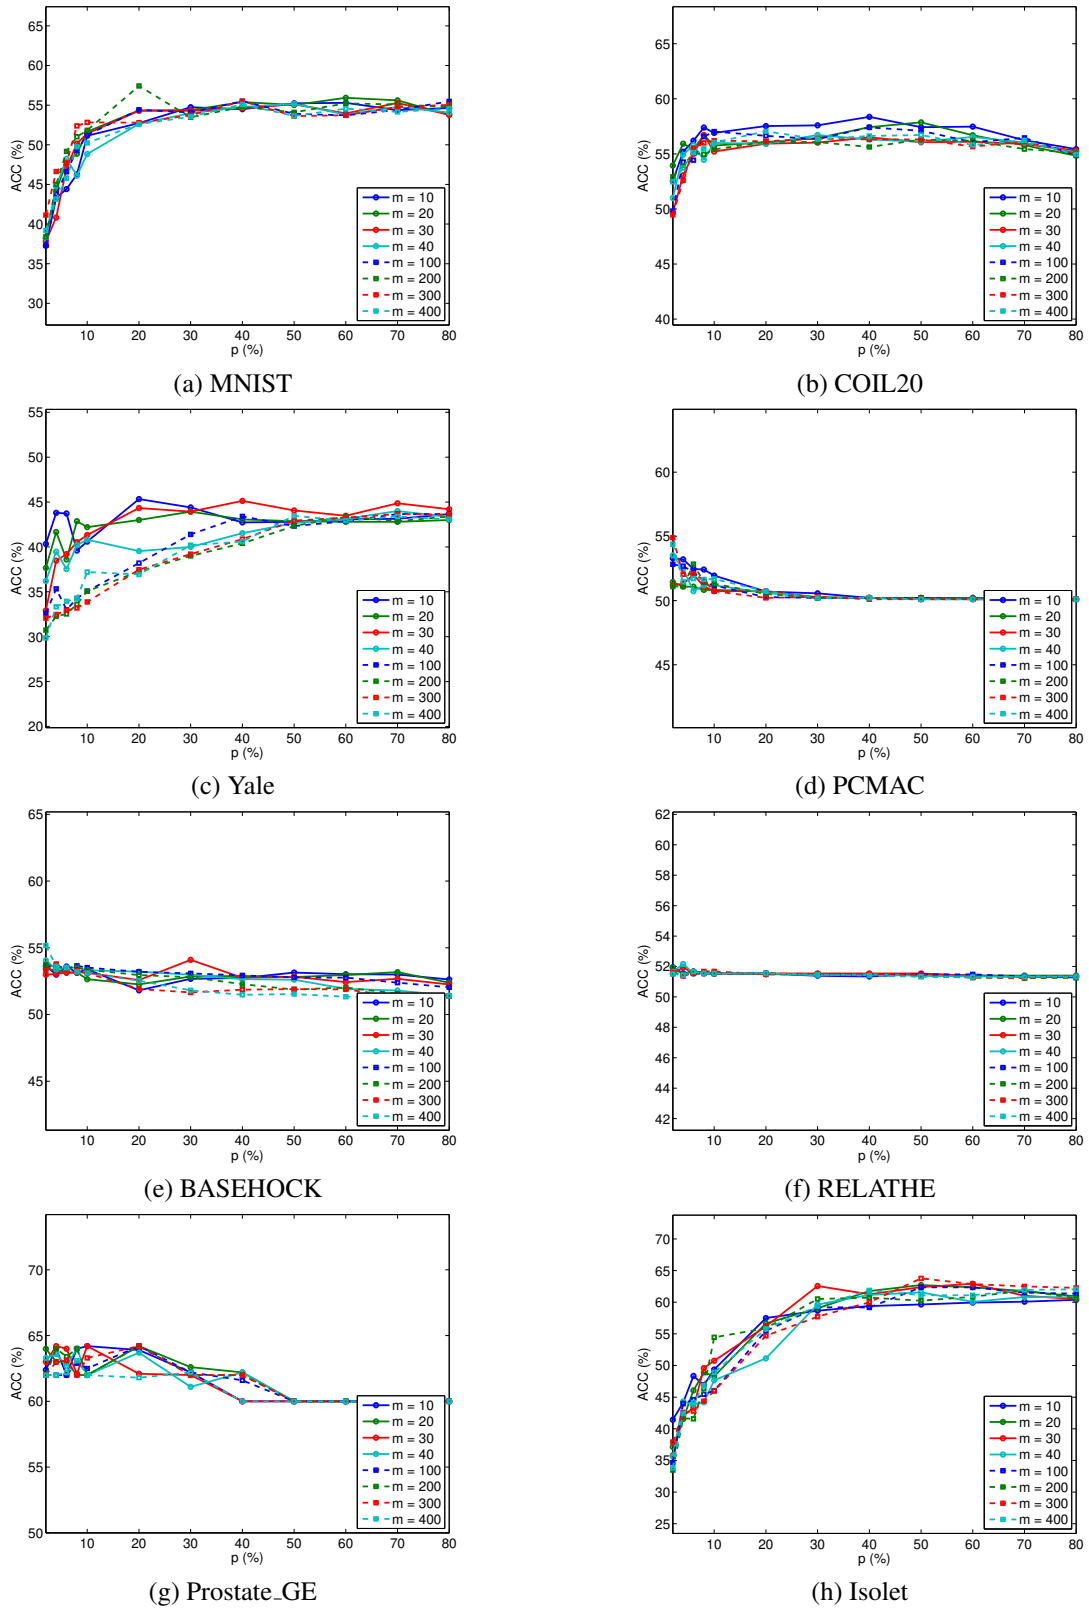 65
60
55
50
45
40
35
30
ACC (%)
10 20 30 40 50 60 70 80
p (%)
m = 10
m = 20
m = 30
m = 40
m = 100
m = 200
m = 300
m = 400
(a) MNIST
65
60
55
50
45
40
ACC (%)
10 20 30 40 50 60 70 80
p (%)
m = 10
m = 20
m = 30
m = 40
m = 100
m = 200
m = 300
m = 400
(b) COIL20
55
50
45
40
35
30
25
20
ACC (%)
10 20 30 40 50 60 70 80
p (%)
m = 10
m = 20
m = 30
m = 40
m = 100
m = 200
m = 300
m = 400
(c) Yale
60
55
50
45
ACC (%)
10 20 30 40 50 60 70 80
p (%)
m = 10
m = 20
m = 30
m = 40
m = 100
m = 200
m = 300
m = 400
(d) PCMAC
65
60
55
50
45
ACC (%)
10 20 30 40 50 60 70 80
p (%)
m = 10
m = 20
m = 30
m = 40
m = 100
m = 200
m = 300
m = 400
(e) BASEHOCK
62
60
58
56
54
52
50
48
46
44
42
ACC (%)
10 20 30 40 50 60 70 80
p (%)
m = 10
m = 20
m = 30
m = 40
m = 100
m = 200
m = 300
m = 400
(f) RELATHE
70
65
60
55
50
ACC (%)
10 20 30 40 50 60 70 80
p (%)
m = 10
m = 20
m = 30
m = 40
m = 100
m = 200
m = 300
m = 400
(g) Prostate_GE
70
65
60
55
50
45
40
35
30
25
ACC (%)
10 20 30 40 50 60 70 80
p (%)
m = 10
m = 20
m = 30
m = 40
m = 100
m = 200
m = 300
m = 400
(h) Isolet